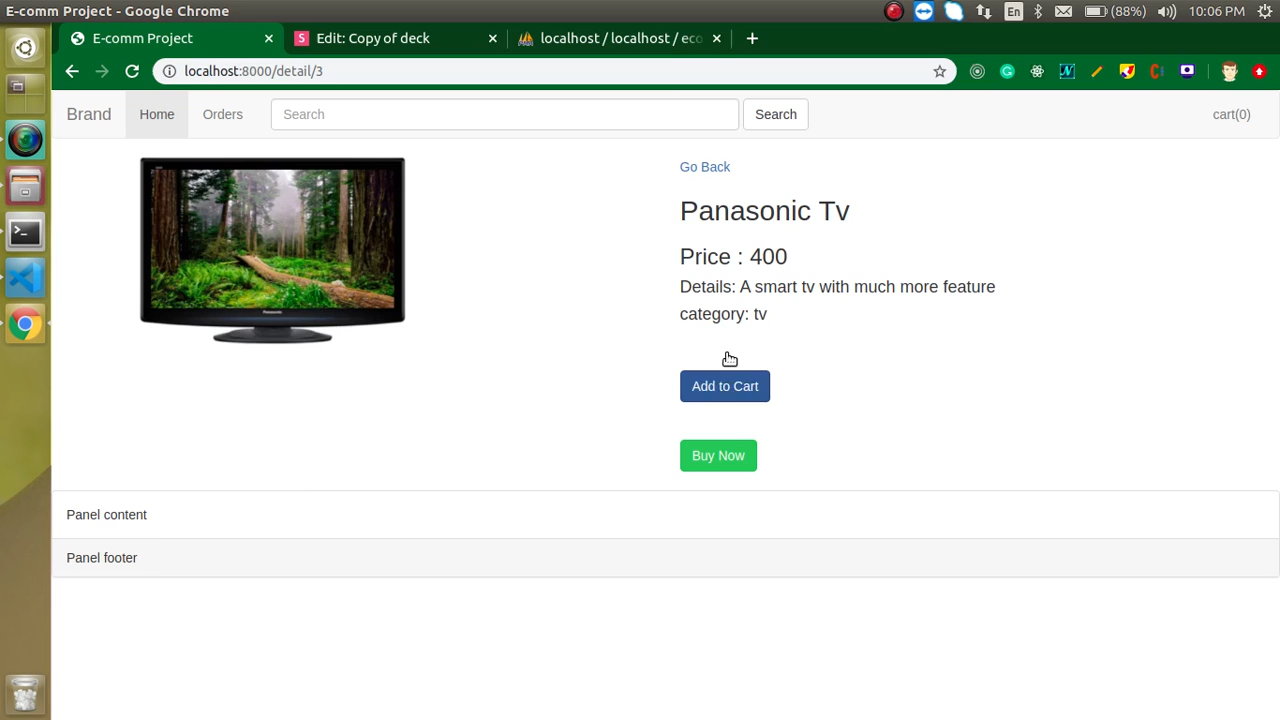 E-comm Project - Google Chrome
En
(88%)
10:06 PM
E-comm Project
S
Edit: Copy of deck
localhost / localhost / eco
localhost:8000/detail/3
Brand
Home
Orders
Search
Search
cart(0)
Go Back
Panasonic Tv
Price : 400
Details: A smart tv with much more feature
category: tv
Add to Cart
Buy Now
Panel content
Panel footer